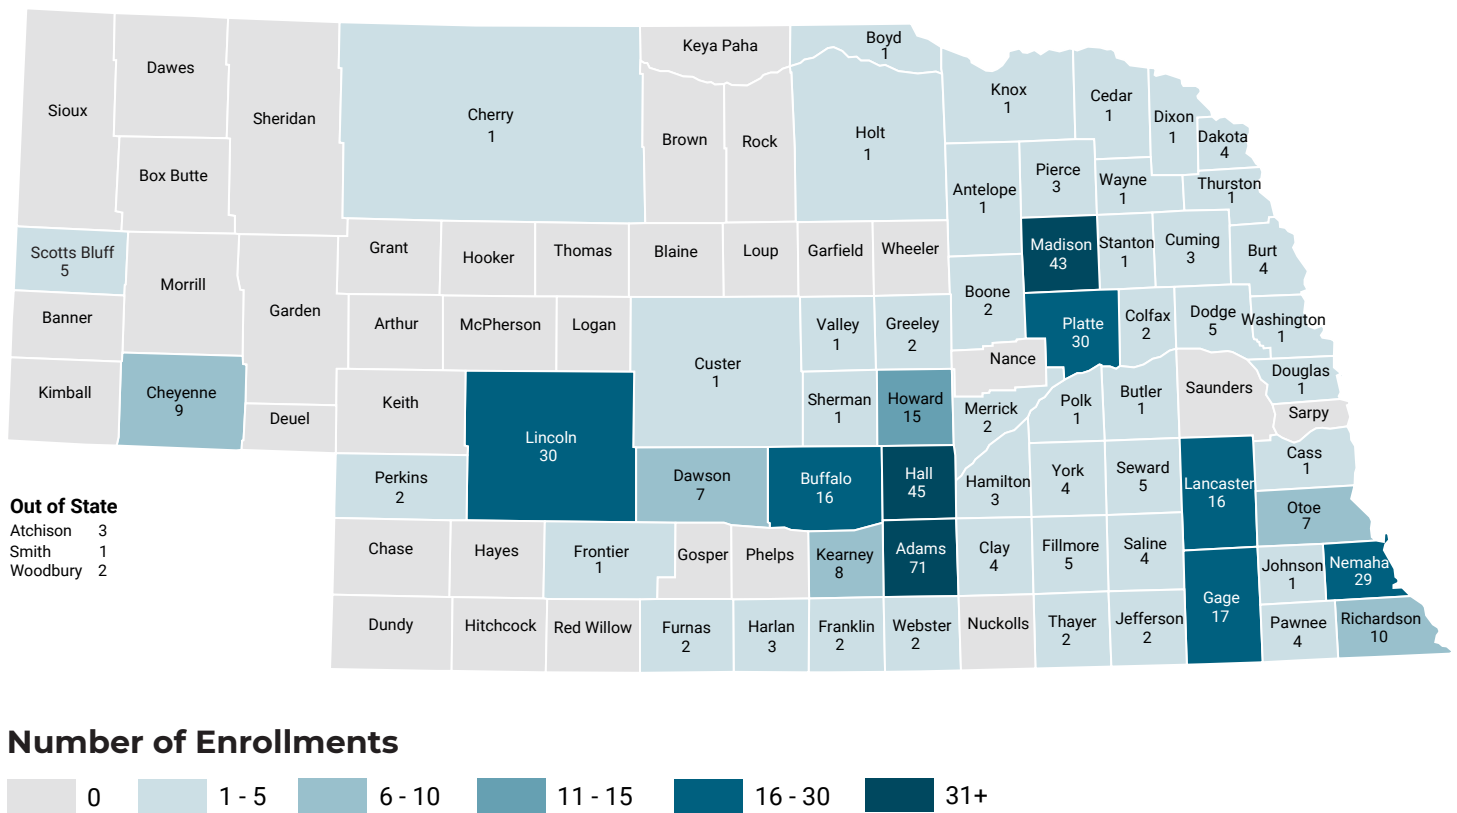 Sioux
Dawes
Box Butte
Sheridan
Cherry
1
Keya Paha
Brown
Rock
Boyd
1
Holt
1
Knox
1
Cedar
1
Dixon
1
Dakota
4
Antelope
1
Pierce
3
Wayne
1
Thurston
1
Scotts Bluff
5
Banner
Kimball
Morrill
Cheyenne
9
Garden
Deuel
Grant
Hooker
Thomas
Blaine
Loup
Garfield
Wheeler
Arthur
McPherson
Logan
Custer
1
Valley
1
Greeley
2
Boone
2
Madison
43
Stanton
1
Cuming
3
Burt
4
Platte
30
Colfax
2
Dodge
5
Washington
1
Nance
Keith
Lincoln
30
Sherman
1
Howard
15
Merrick
2
Polk
1
Butler
1
Saunders
Douglas
1
Sarpy
Perkins
2
Dawson
7
Buffalo
16
Hall
45
Hamilton
3
York
4
Seward
5
Lancaster
16
Cass
1
Otoe
7
Chase
Hayes
Frontier
1
Gosper
Phelps
Kearney
8
Adams
71
Clay
4
Fillmore
5
Saline
4
Gage
17
Johnson
1
Nemaha
29
Dundy
Hitchcock
Red Willow
Furnas
2
Harlan
3
Franklin
2
Webster
2
Nuckolls
Thayer
2
Jefferson
2
Pawnee
4
Richardson
10
Out of State
Atchison 3
Smith 1
Woodbury 2
Number of Enrollments
0 1 - 5 6 - 10 11 - 15 16 - 30 31+